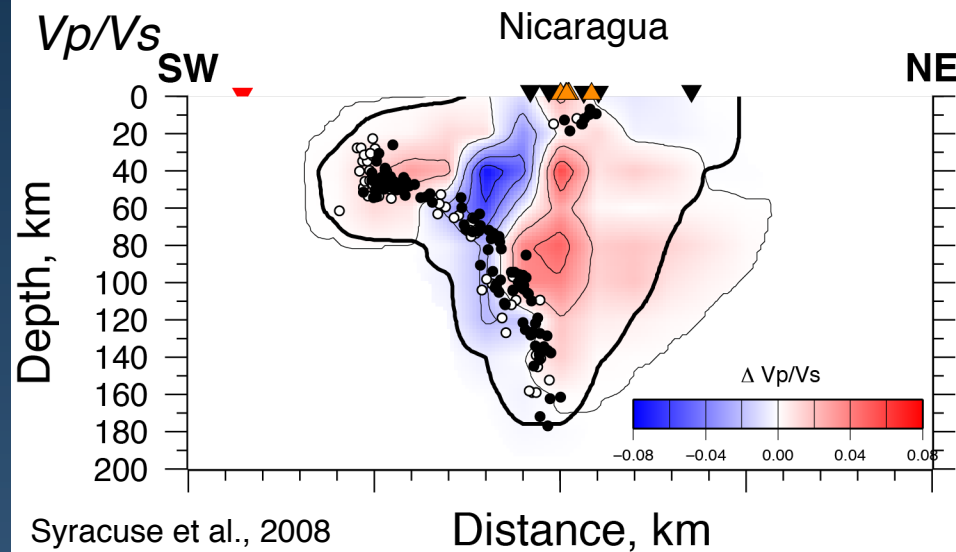 Vp/Vs
Nicaragua
SW
NE
0
20
40
60
80
100
120
140
160
180
200
Depth, km
Δ Vp/Vs
−0.08 −0.04 0.00 0.04 0.08
Syracuse et al., 2008
Distance, km